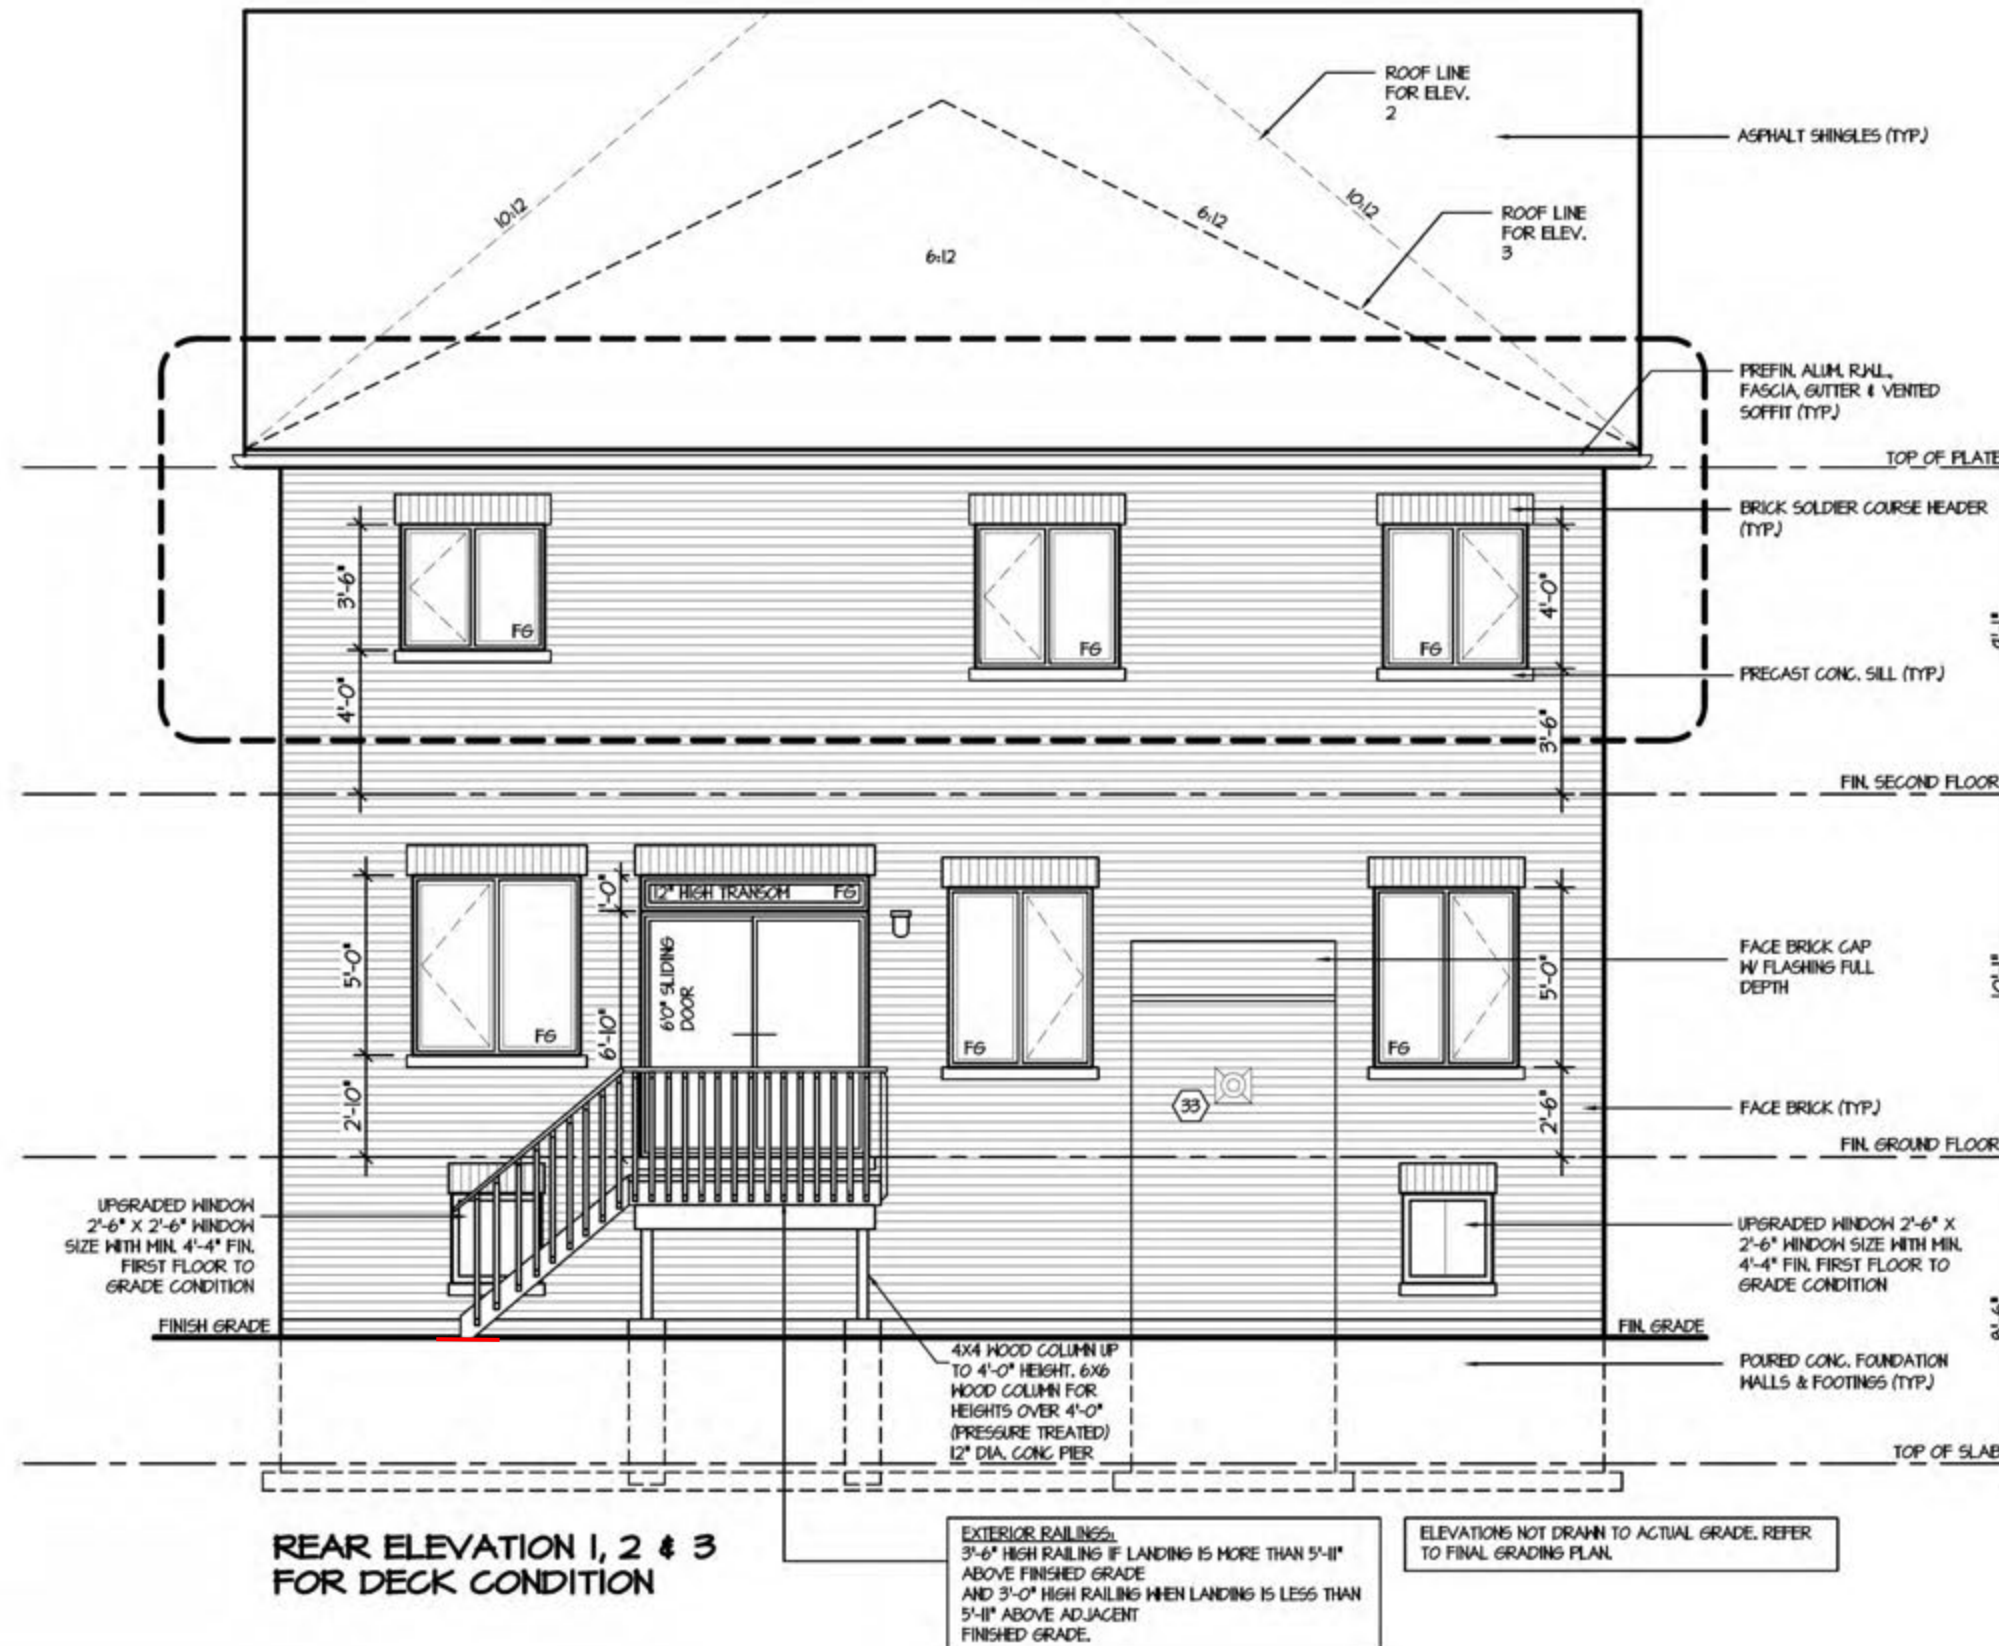 ROOF LINE
FOR ELEV.
2
ASPHALT SHINGLES (TYP.)
10:12
10:12
6:12
ROOF LINE
FOR ELEV.
3
6:12
PREFIN. ALUM. R.W.L.,
FASCIA, GUTTER & VENTED
SOFFIT (TYP.)
TOP OF PLATE
BRICK SOLDIER COURSE HEADER
(TYP.)
3'-6"
4'-0"
FG
FG
FG
PRECAST CONC. SILL (TYP.)
4'-0"
3'-6"
FIN. SECOND FLOOR
1'-0"
12" HIGH TRANSOM FG
5'-0"
6'0" SLIDING
DOOR
6'-10"
5'-0"
FACE BRICK CAP
W/ FLASHING FULL
DEPTH
FG
FG
FG
2'-10"
33
2'-6"
FACE BRICK (TYP.)
FIN. GROUND FLOOR
UPGRADED WINDOW
2'-6" X 2'-6" WINDOW
SIZE WITH MIN. 4'-4" FIN.
FIRST FLOOR TO
GRADE CONDITION
UPGRADED WINDOW 2'-6" X
2'-6" WINDOW SIZE WITH MIN.
4'-4" FIN. FIRST FLOOR TO
GRADE CONDITION
FINISH GRADE
FIN. GRADE
4X4 WOOD COLUMN UP
TO 4'-0" HEIGHT. 6X6
WOOD COLUMN FOR
HEIGHTS OVER 4'-0"
(PRESSURE TREATED)
12" DIA. CONC PIER
POURED CONC. FOUNDATION
WALLS & FOOTINGS (TYP.)
TOP OF SLAB
REAR ELEVATION 1, 2 & 3
FOR DECK CONDITION
EXTERIOR RAILINGS:
3'-6" HIGH RAILING IF LANDING IS MORE THAN 5'-11"
ABOVE FINISHED GRADE
AND 3'-0" HIGH RAILING WHEN LANDING IS LESS THAN
5'-11" ABOVE ADJACENT
FINISHED GRADE.
ELEVATIONS NOT DRAWN TO ACTUAL GRADE. REFER
TO FINAL GRADING PLAN.